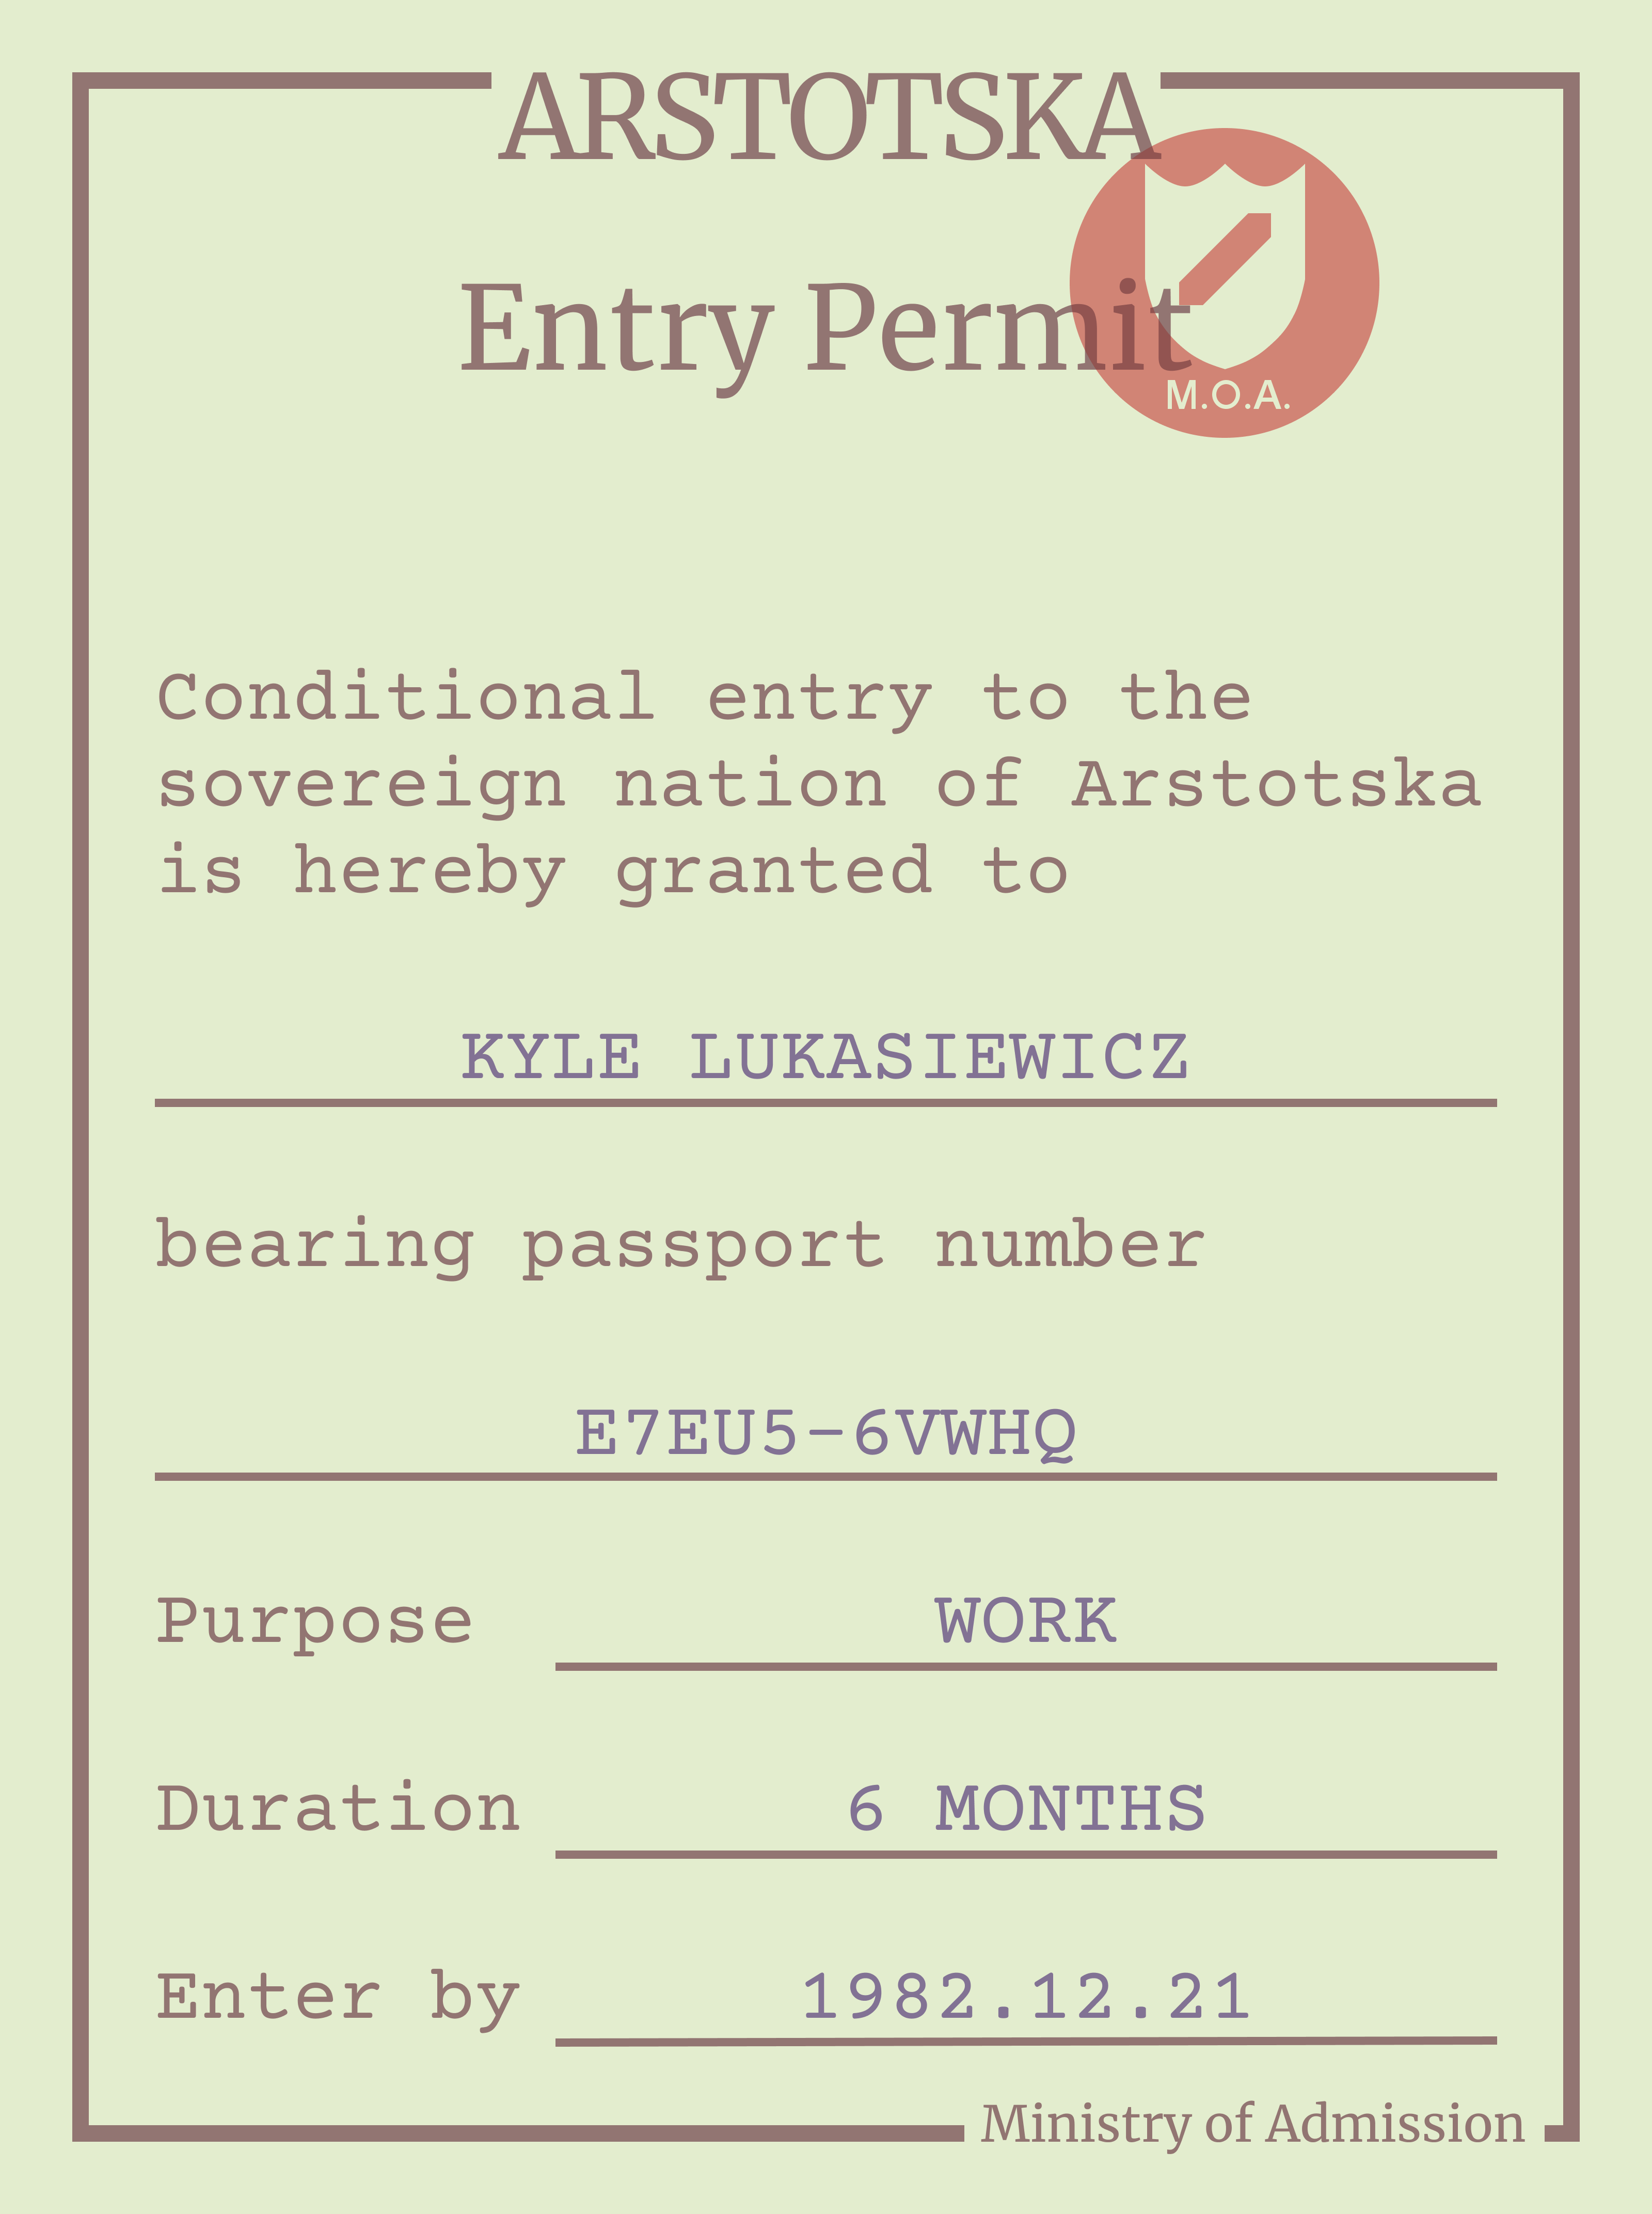 ARSTOTSKA
Entry Permit
M.O.A.
Conditional entry to the
sovereign nation of Arstotska
is hereby granted to
KYLE LUKASIEWICZ
bearing passport number
E7EU5-6VWHQ
Purpose WORK
Duration 6 MONTHS
Enter by 1982.12.21
Ministry of Admission